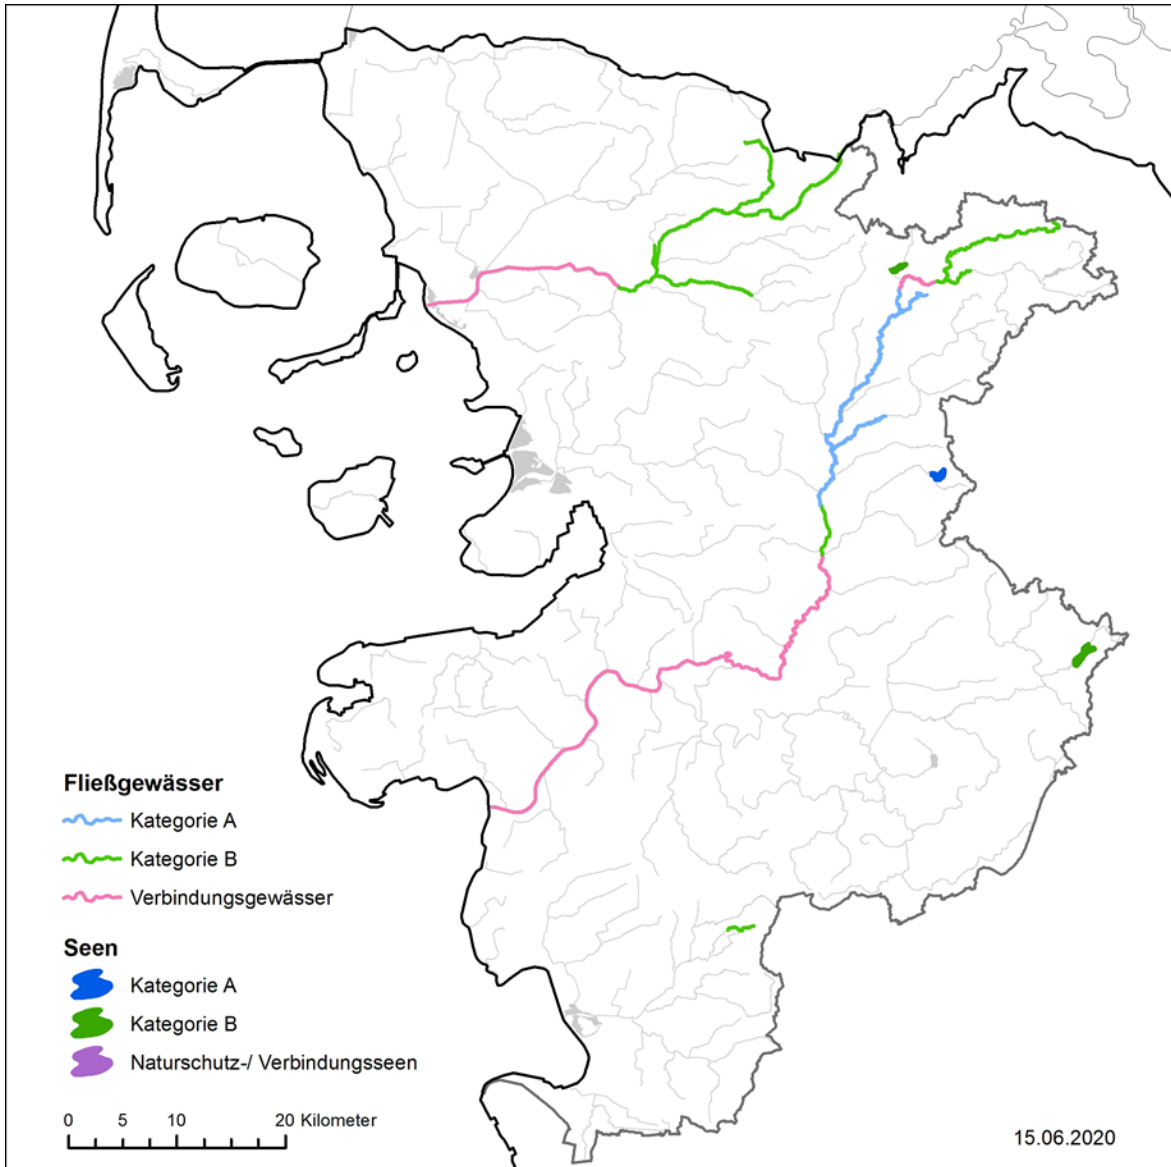 Fließgewässer
Kategorie A
Kategorie B
Verbindungsgewässer
Seen
Kategorie A
Kategorie B
Naturschutz-/ Verbindungsseen
0 5 10 20 Kilometer
15.06.2020